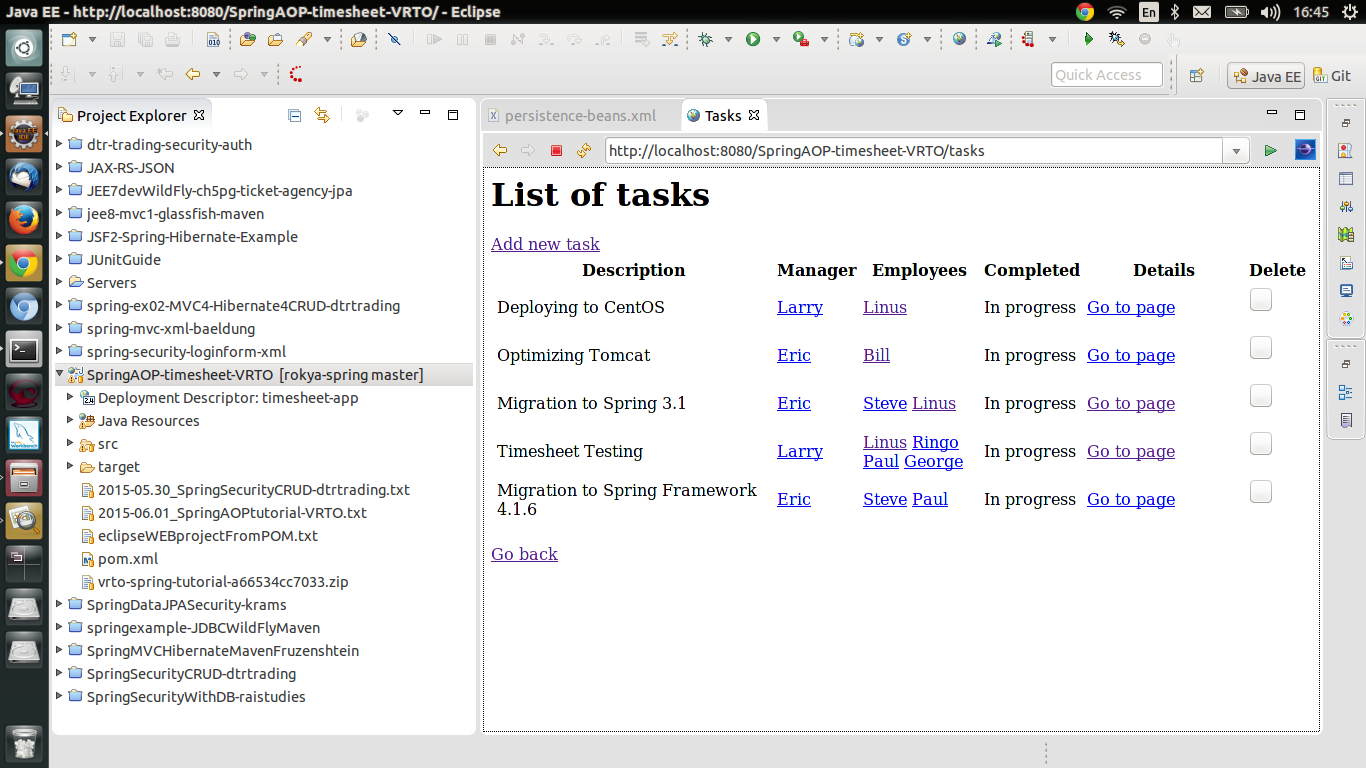 Java EE - http://localhost:8080/SpringAOP-timesheet-VRTO/ - Eclipse
En
16:45
Quick Access
Java EE
Git
Project Explorer
dtr-trading-security-auth
JAX-RS-JSON
JEE7devWildFly-ch5pg-ticket-agency-jpa
jee8-mvc1-glassfish-maven
JSF2-Spring-Hibernate-Example
JUnitGuide
Servers
spring-ex02-MVC4-Hibernate4CRUD-dtrtrading
spring-mvc-xml-baeldung
spring-security-loginform-xml
SpringAOP-timesheet-VRTO [rokya-spring master]
Deployment Descriptor: timesheet-app
Java Resources
src
target
2015-05.30_SpringSecurityCRUD-dtrtrading.txt
2015-06.01_SpringAOPtutorial-VRTO.txt
eclipseWEBprojectFromPOM.txt
pom.xml
vrto-spring-tutorial-a66534cc7033.zip
SpringDataJPASecurity-krams
springexample-JDBCWildFlyMaven
SpringMVCHibernateMavenFruzenshtein
SpringSecurityCRUD-dtrtrading
SpringSecurityWithDB-raistudies
persistence-beans.xml
Tasks
http://localhost:8080/SpringAOP-timesheet-VRTO/tasks
List of tasks
Add new task
Description Manager Employees Completed Details Delete
Deploying to CentOS Larry Linus In progress Go to page
Optimizing Tomcat Eric Bill In progress Go to page
Migration to Spring 3.1 Eric Steve Linus In progress Go to page
Timesheet Testing Larry Linus Ringo In progress Go to page
Paul George
Migration to Spring Framework Eric Steve Paul In progress Go to page
4.1.6
Go back